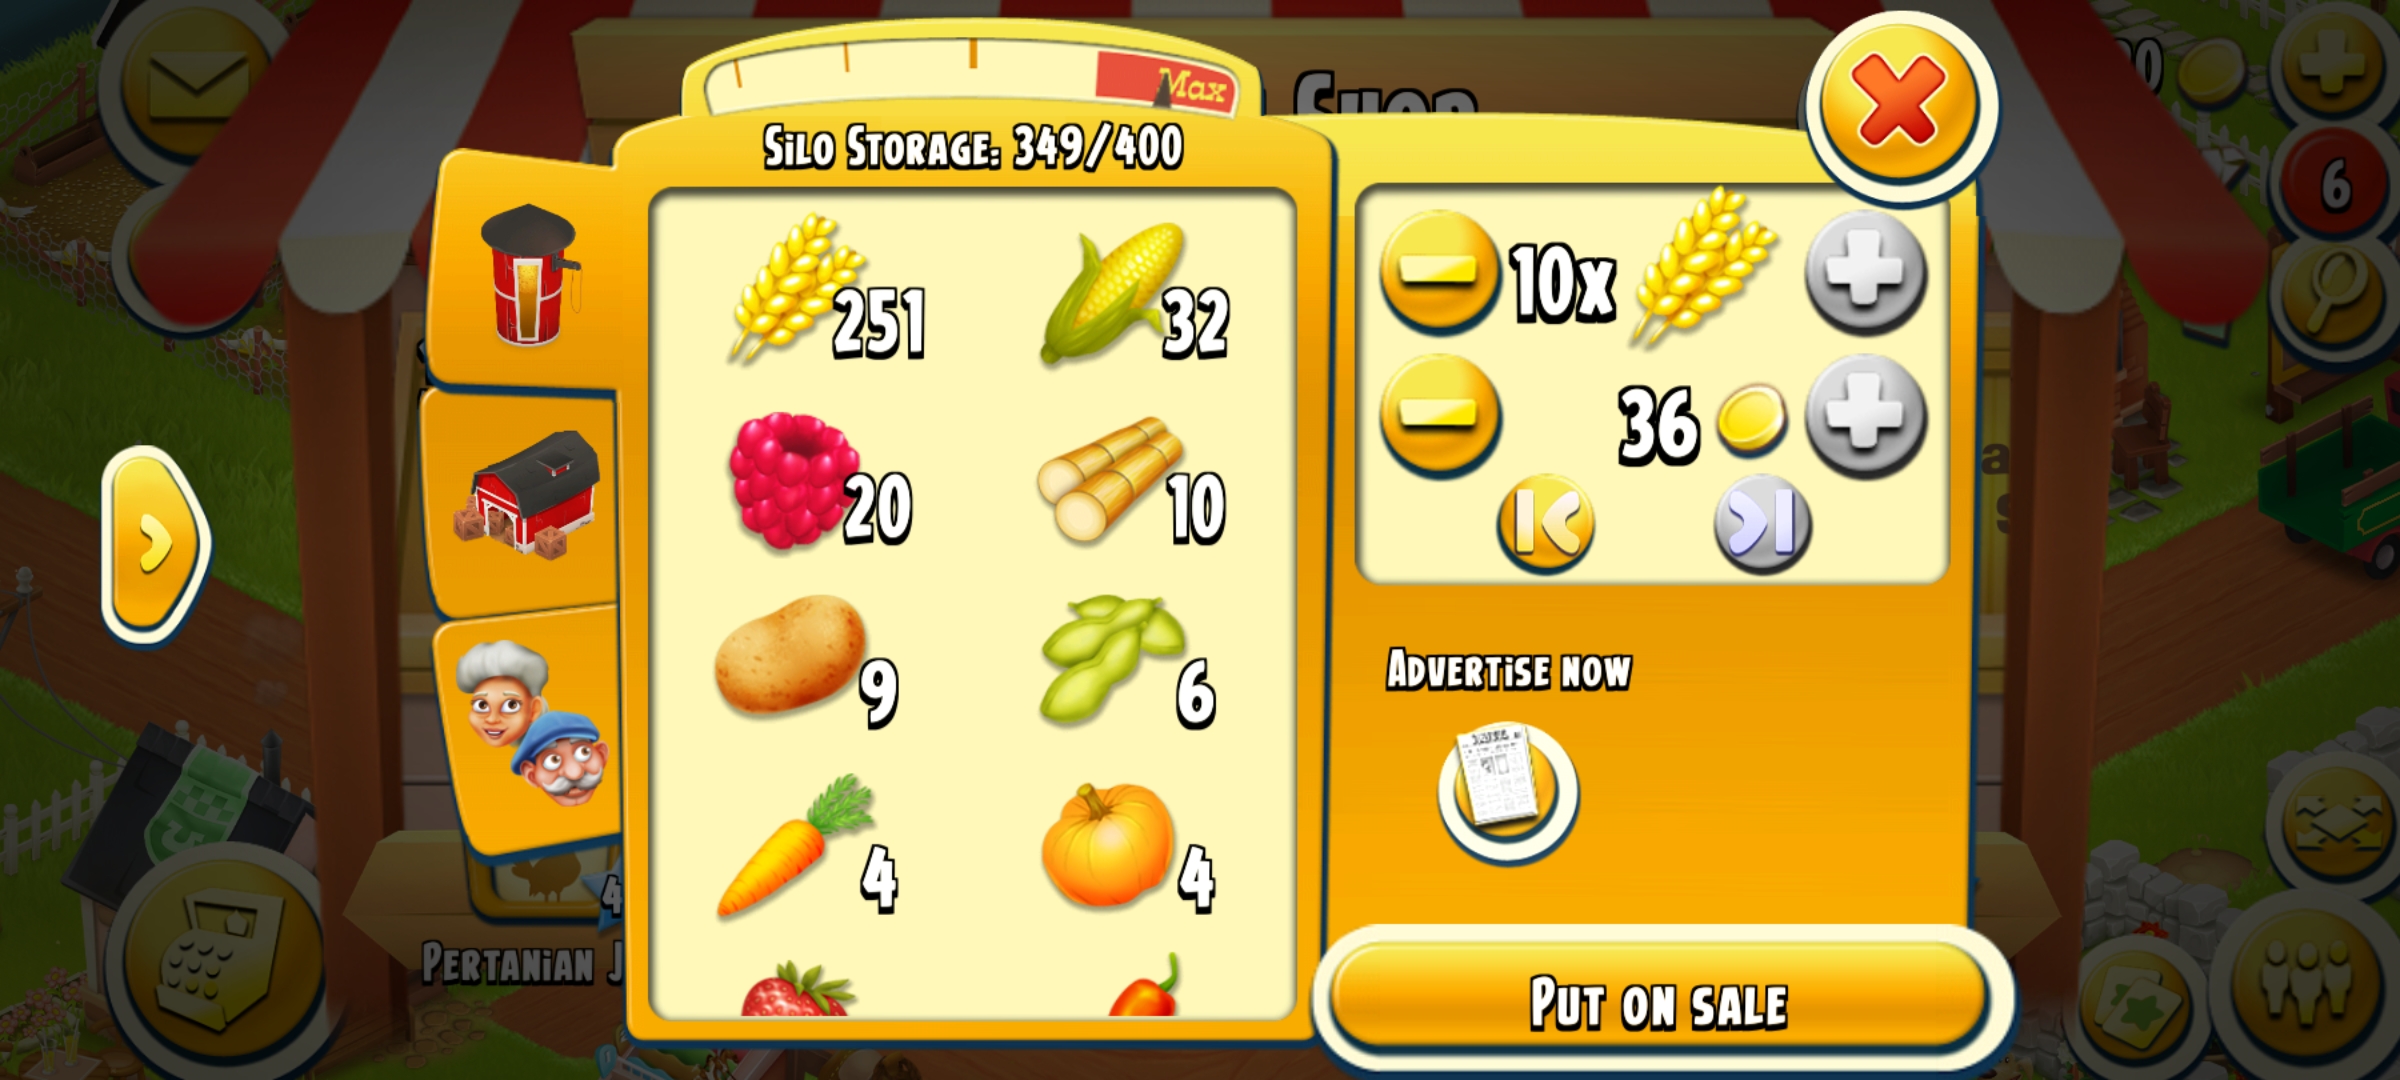 Max
Shop
SiLO STORAGE: 349/400
6
251
32
10x
36
20
10
9
6
ADVERTiSE NOW
4
4
PERTANiAN J
PUT ON SALE